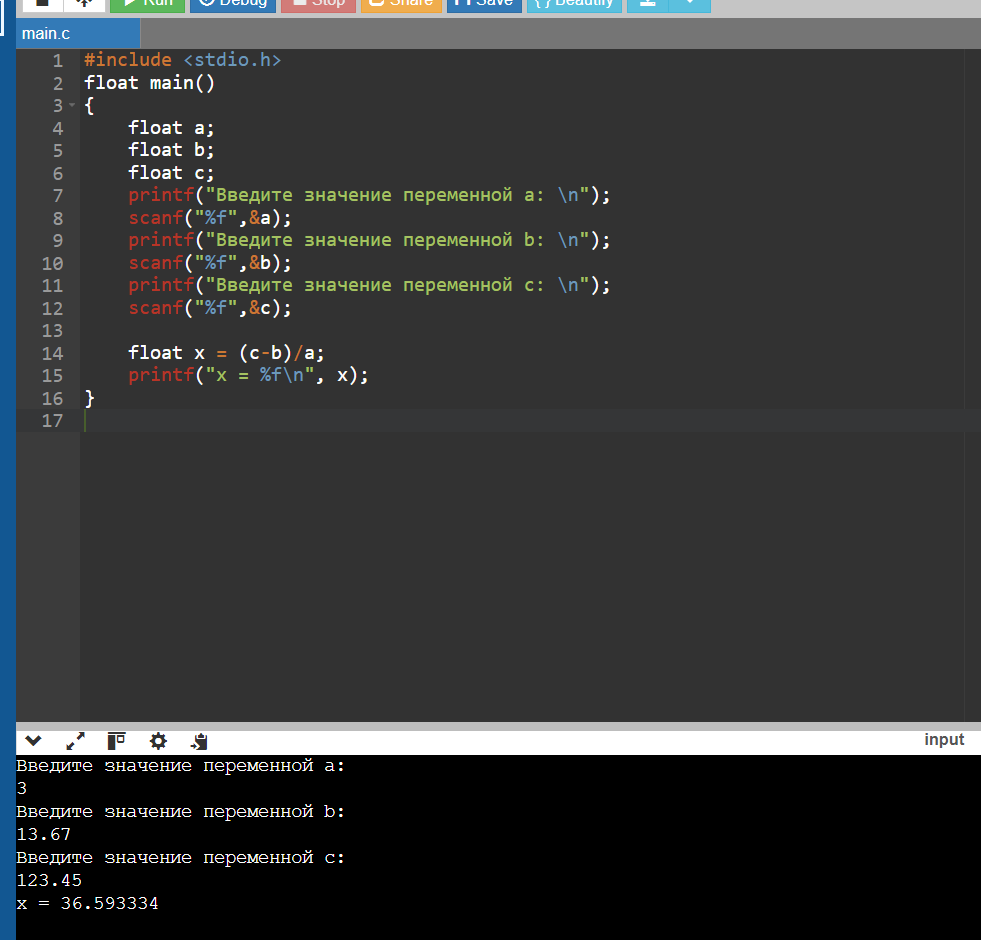 Run Debug Stop Share Save { } Beautify
main.c
1 #include <stdio.h>
2 float main()
3 {
4 float a;
5 float b;
6 float c;
7 printf("Введите значение переменной a: \n");
8 scanf("%f",&a);
9 printf("Введите значение переменной b: \n");
10 scanf("%f",&b);
11 printf("Введите значение переменной c: \n");
12 scanf("%f",&c);
13
14 float x = (c-b)/a;
15 printf("x = %f\n", x);
16 }
17
input
Введите значение переменной a:
3
Введите значение переменной b:
13.67
Введите значение переменной c:
123.45
x = 36.593334